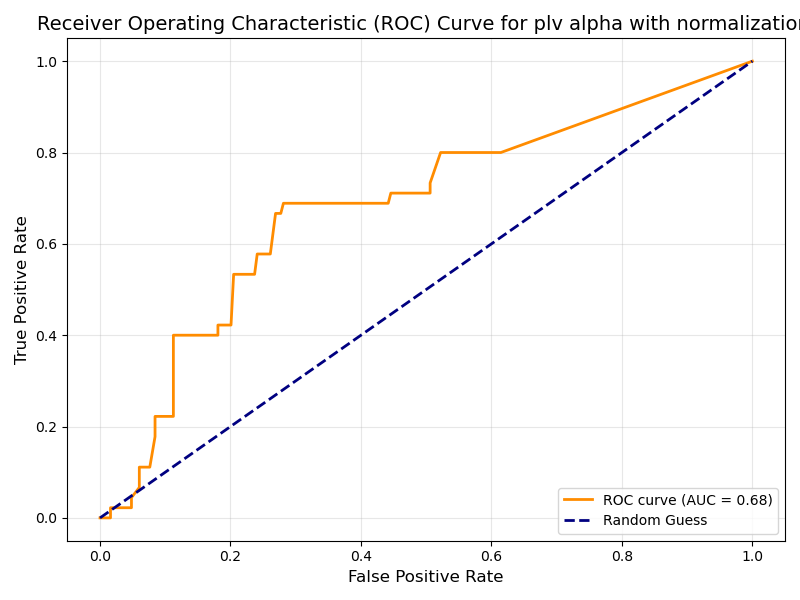 Receiver Operating Characteristic (ROC) Curve for plv alpha with normalization
1.0
0.8
0.6
0.4
0.2
0.0
True Positive Rate
0.0 0.2 0.4 0.6 0.8 1.0
False Positive Rate
ROC curve (AUC = 0.68)
Random Guess